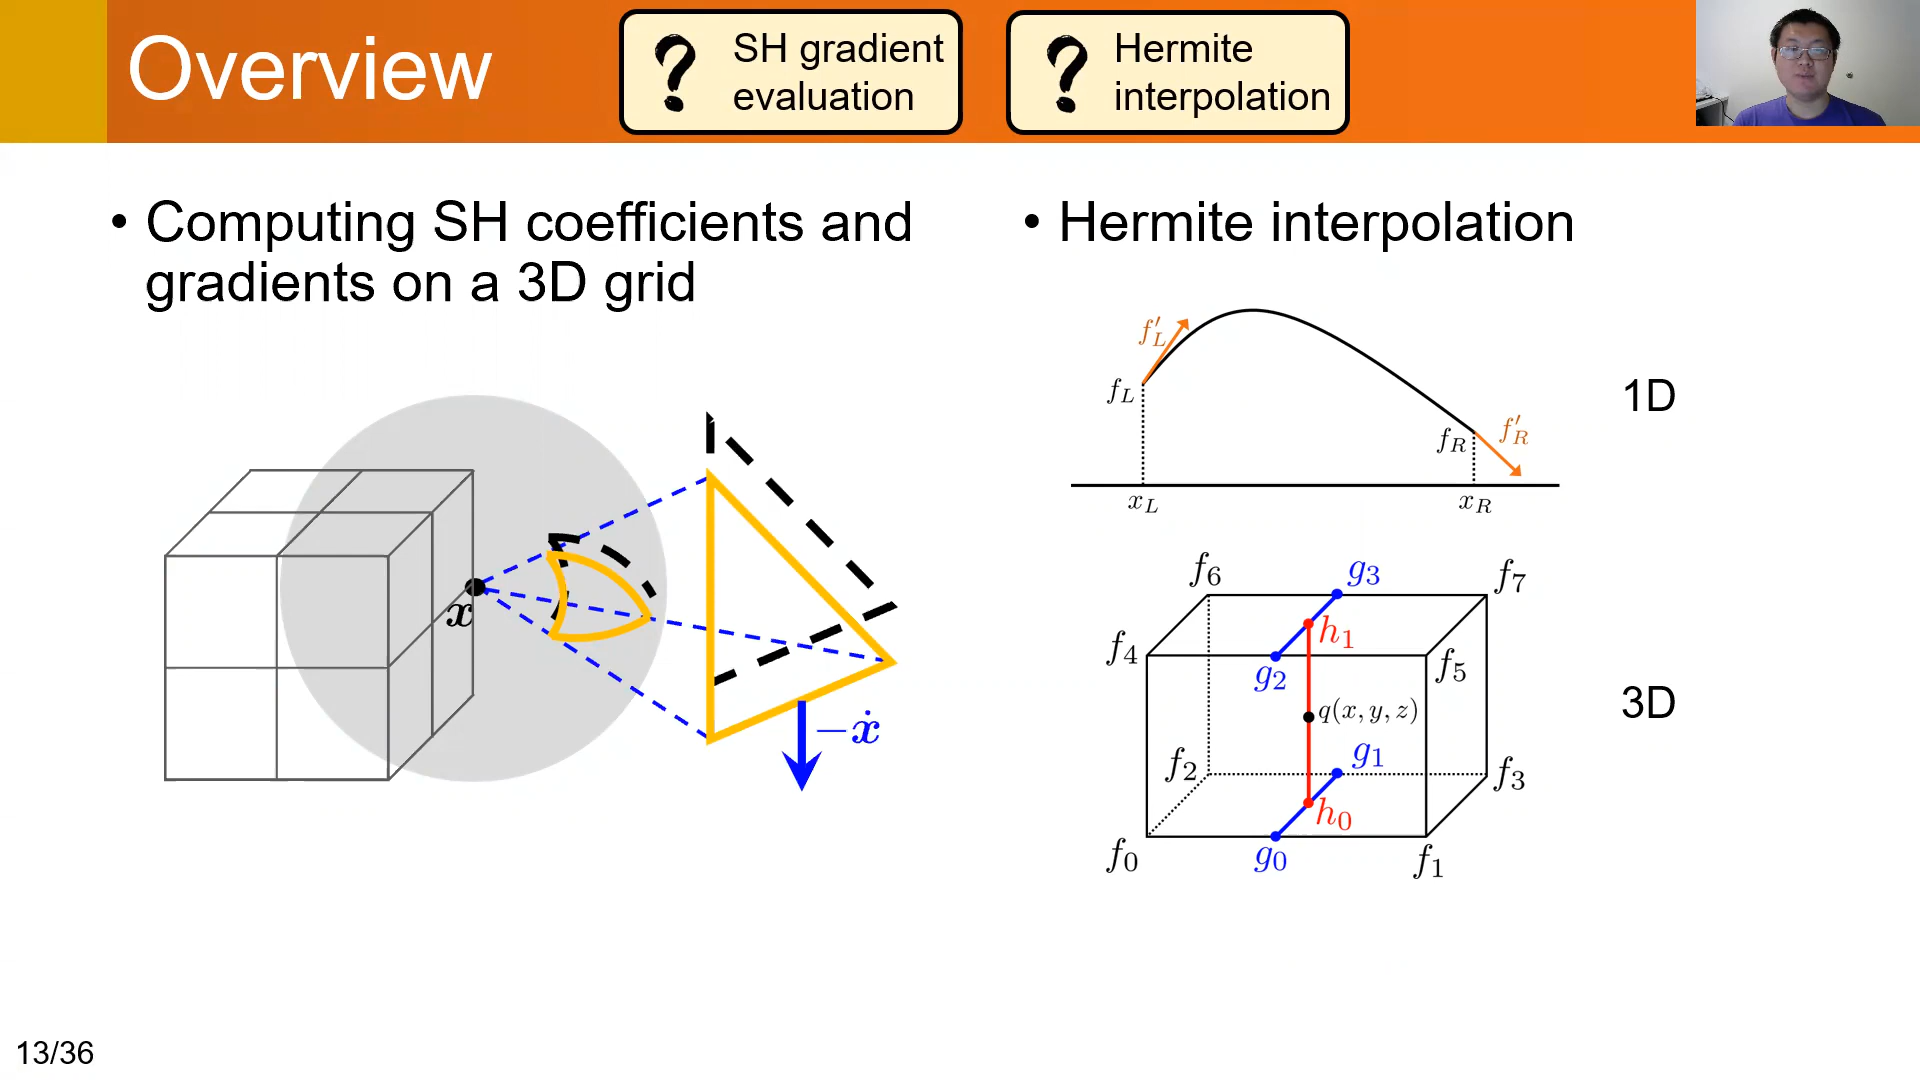 Overview
? SH gradient
evaluation
? Hermite
interpolation
• Computing SH coefficients and
gradients on a 3D grid
x
−ẋ
• Hermite interpolation
f′L
fL
fR
f′R
xL
xR
1D
f6
g3
f7
f4
h1
g2
f5
q(x, y, z)
g1
f2
f3
h0
f0
g0
f1
3D
13/36